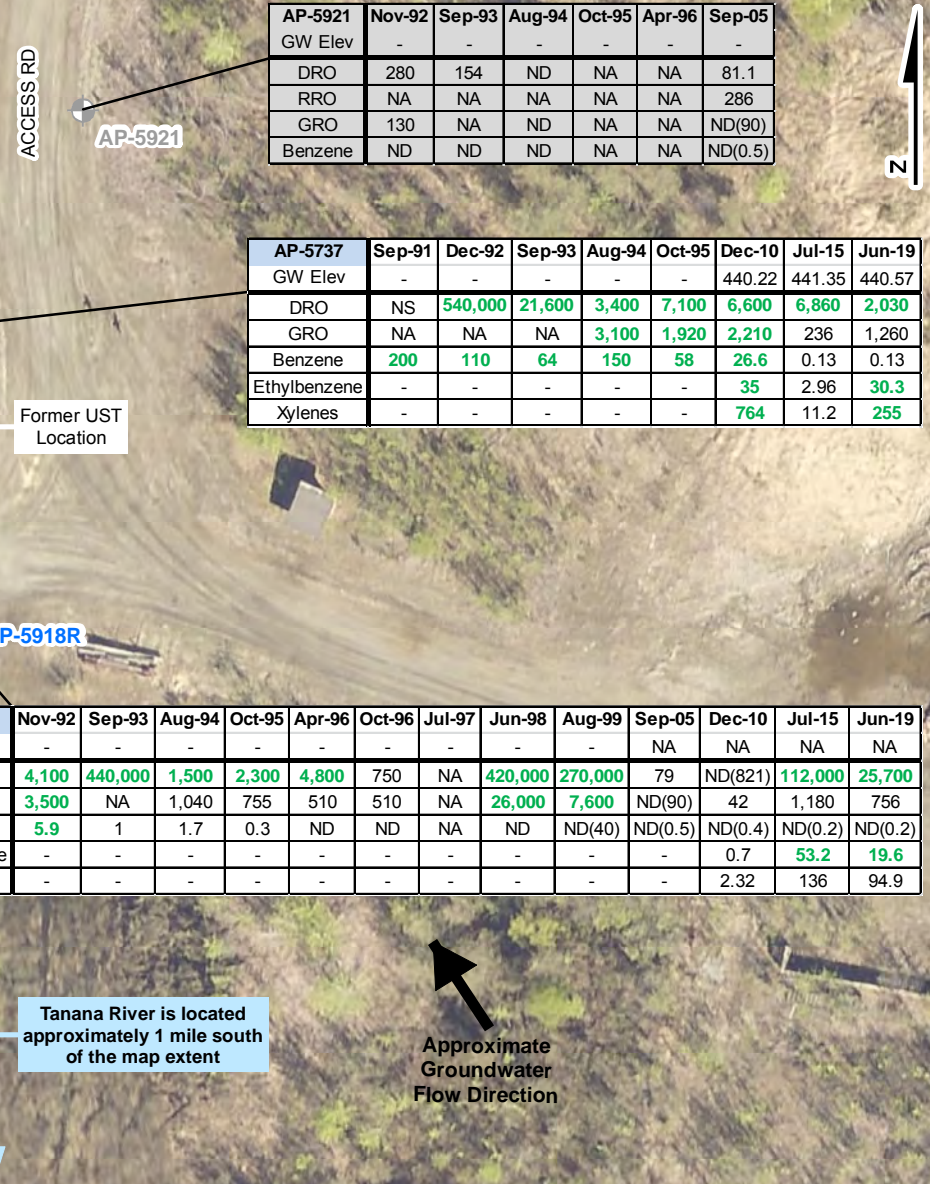 AP-5921 Nov-92 Sep-93 Aug-94 Oct-95 Apr-96 Sep-05
GW Elev - - - - - -
DRO 280 154 ND NA NA 81.1
RRO NA NA NA NA NA 286
GRO 130 NA ND NA NA ND(90)
Benzene ND ND ND NA NA ND(0.5)
ACCESS RD
AP-5921
N
AP-5737 Sep-91 Dec-92 Sep-93 Aug-94 Oct-95 Dec-10 Jul-15 Jun-19
GW Elev - - - - - 440.22 441.35 440.57
DRO NS 540,000 21,600 3,400 7,100 6,600 6,860 2,030
GRO NA NA NA 3,100 1,920 2,210 236 1,260
Benzene 200 110 64 150 58 26.6 0.13 0.13
Ethylbenzene - - - - - 35 2.96 30.3
Xylenes - - - - - 764 11.2 255
Former UST
Location
P-5918R
Nov-92 Sep-93 Aug-94 Oct-95 Apr-96 Oct-96 Jul-97 Jun-98 Aug-99 Sep-05 Dec-10 Jul-15 Jun-19
- - - - - - - - - NA NA NA NA
4,100 440,000 1,500 2,300 4,800 750 NA 420,000 270,000 79 ND(821) 112,000 25,700
3,500 NA 1,040 755 510 510 NA 26,000 7,600 ND(90) 42 1,180 756
5.9 1 1.7 0.3 ND ND NA ND ND(40) ND(0.5) ND(0.4) ND(0.2) ND(0.2)
e - - - - - - - - - - 0.7 53.2 19.6
- - - - - - - - - - 2.32 136 94.9
Tanana River is located
approximately 1 mile south
of the map extent
Approximate
Groundwater
Flow Direction